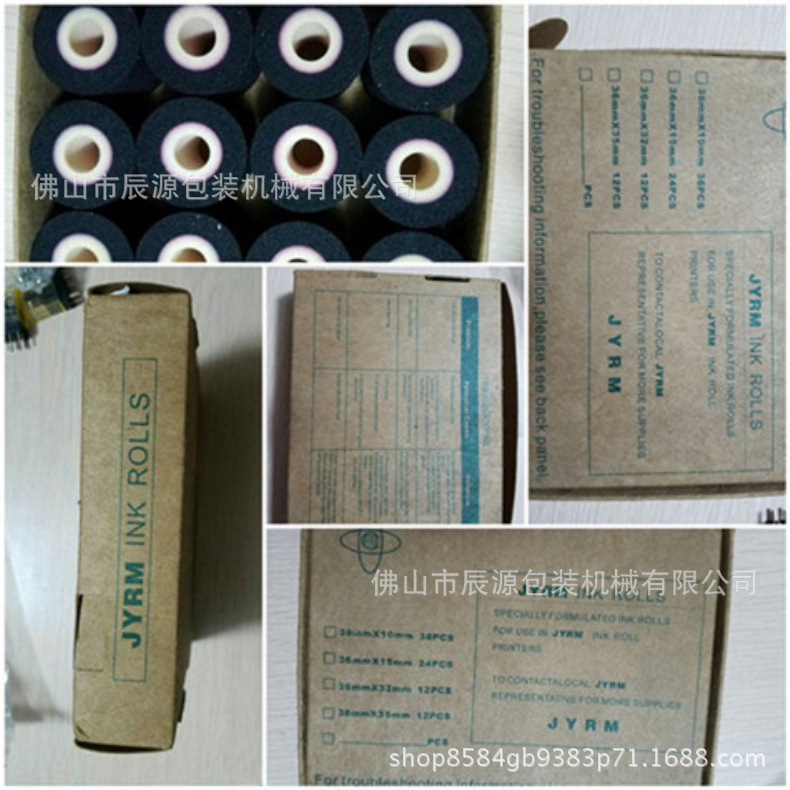 佛山市辰源包装机械有限公司
For troubleshooting information, please see back panel.
36mmX10mm 36PCS
36mmX15mm 24PCS
36mmX32mm 12PCS
36mmX35mm 12PCS
PCS
JYRM INK ROLLS
SPECIALLY FORMULATED INK ROLLS
FOR USE IN JYRM INK ROLL
PRINTERS
TO CONTACTALOCAL JYRM
REPRESENTATIVE FOR MORE SUPPLIES
JYRM
JYRM INK ROLLS
Problems
佛山市辰源包装机械有限公司
JYRM INK ROLLS
SPECIALLY FORMULATED INK ROLLS
FOR USE IN JYRM INK ROLL
PRINTERS
TO CONTACTALOCAL JYRM
REPRESENTATIVE FOR MORE SUPPLIES
JYRM
36mmX10mm 36PCS
36mmX15mm 24PCS
36mmX32mm 12PCS
36mmX35mm 12PCS
PCS
For troubleshooting information
shop8584gb9383p71.1688.com